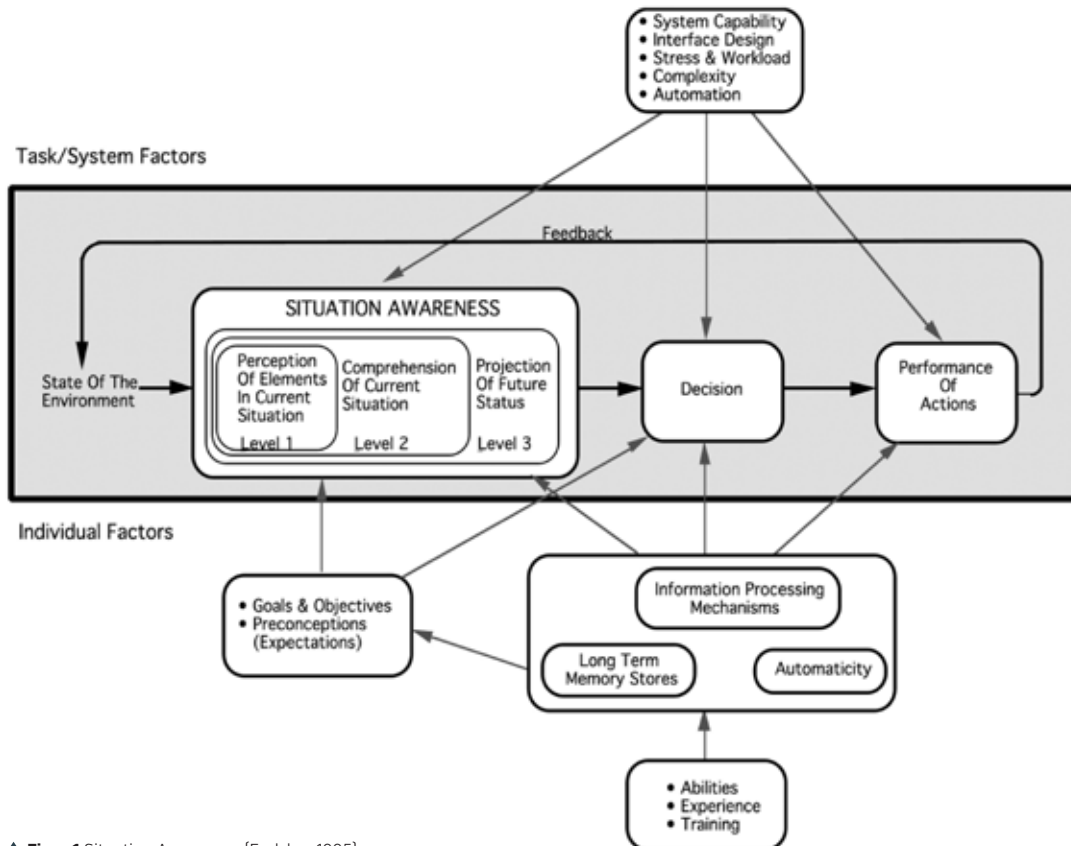 • System Capability
• Interface Design
• Stress & Workload
• Complexity
• Automation
Task/System Factors
Feedback
SITUATION AWARENESS
State Of The
Environment
Perception
Of Elements
In Current
Situation
Level 1
Comprehension
Of Current
Situation
Level 2
Projection
Of Future
Status
Level 3
Decision
Performance
Of
Actions
Individual Factors
• Goals & Objectives
• Preconceptions
(Expectations)
Information Processing
Mechanisms
Long Term
Memory Stores
Automaticity
• Abilities
• Experience
• Training